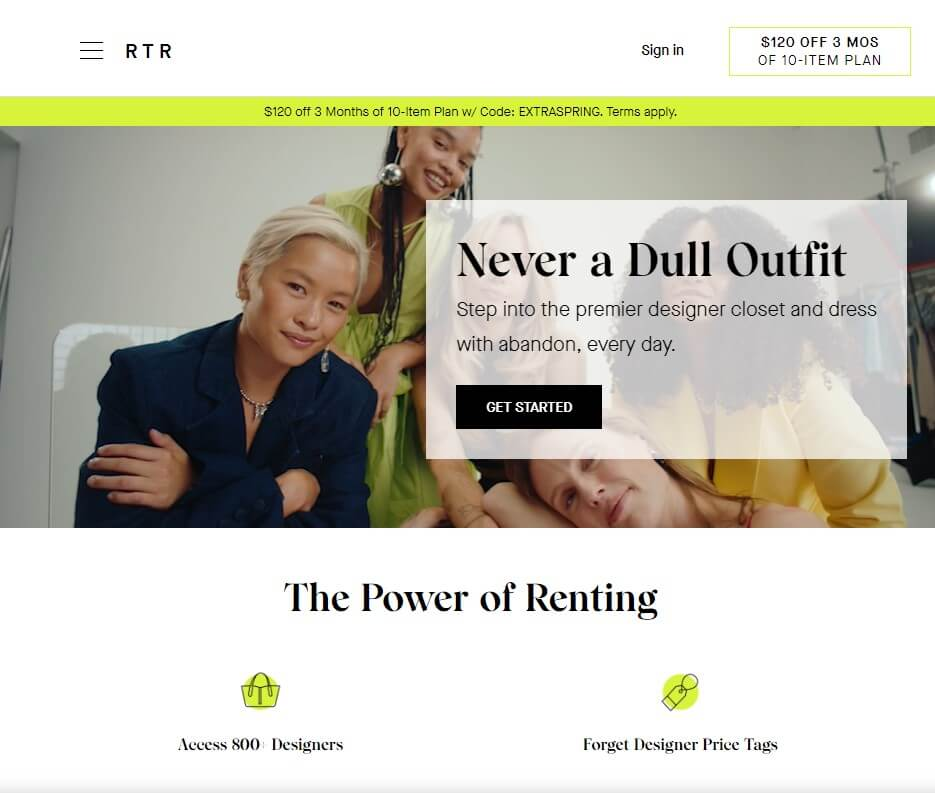 RTR
Sign in
$120 OFF 3 MOS
OF 10-ITEM PLAN
$120 off 3 Months of 10-Item Plan w/ Code: EXTRASPRING. Terms apply.
Never a Dull Outfit
Step into the premier designer closet and dress
with abandon, every day.
GET STARTED
The Power of Renting
Access 800+ Designers
Forget Designer Price Tags